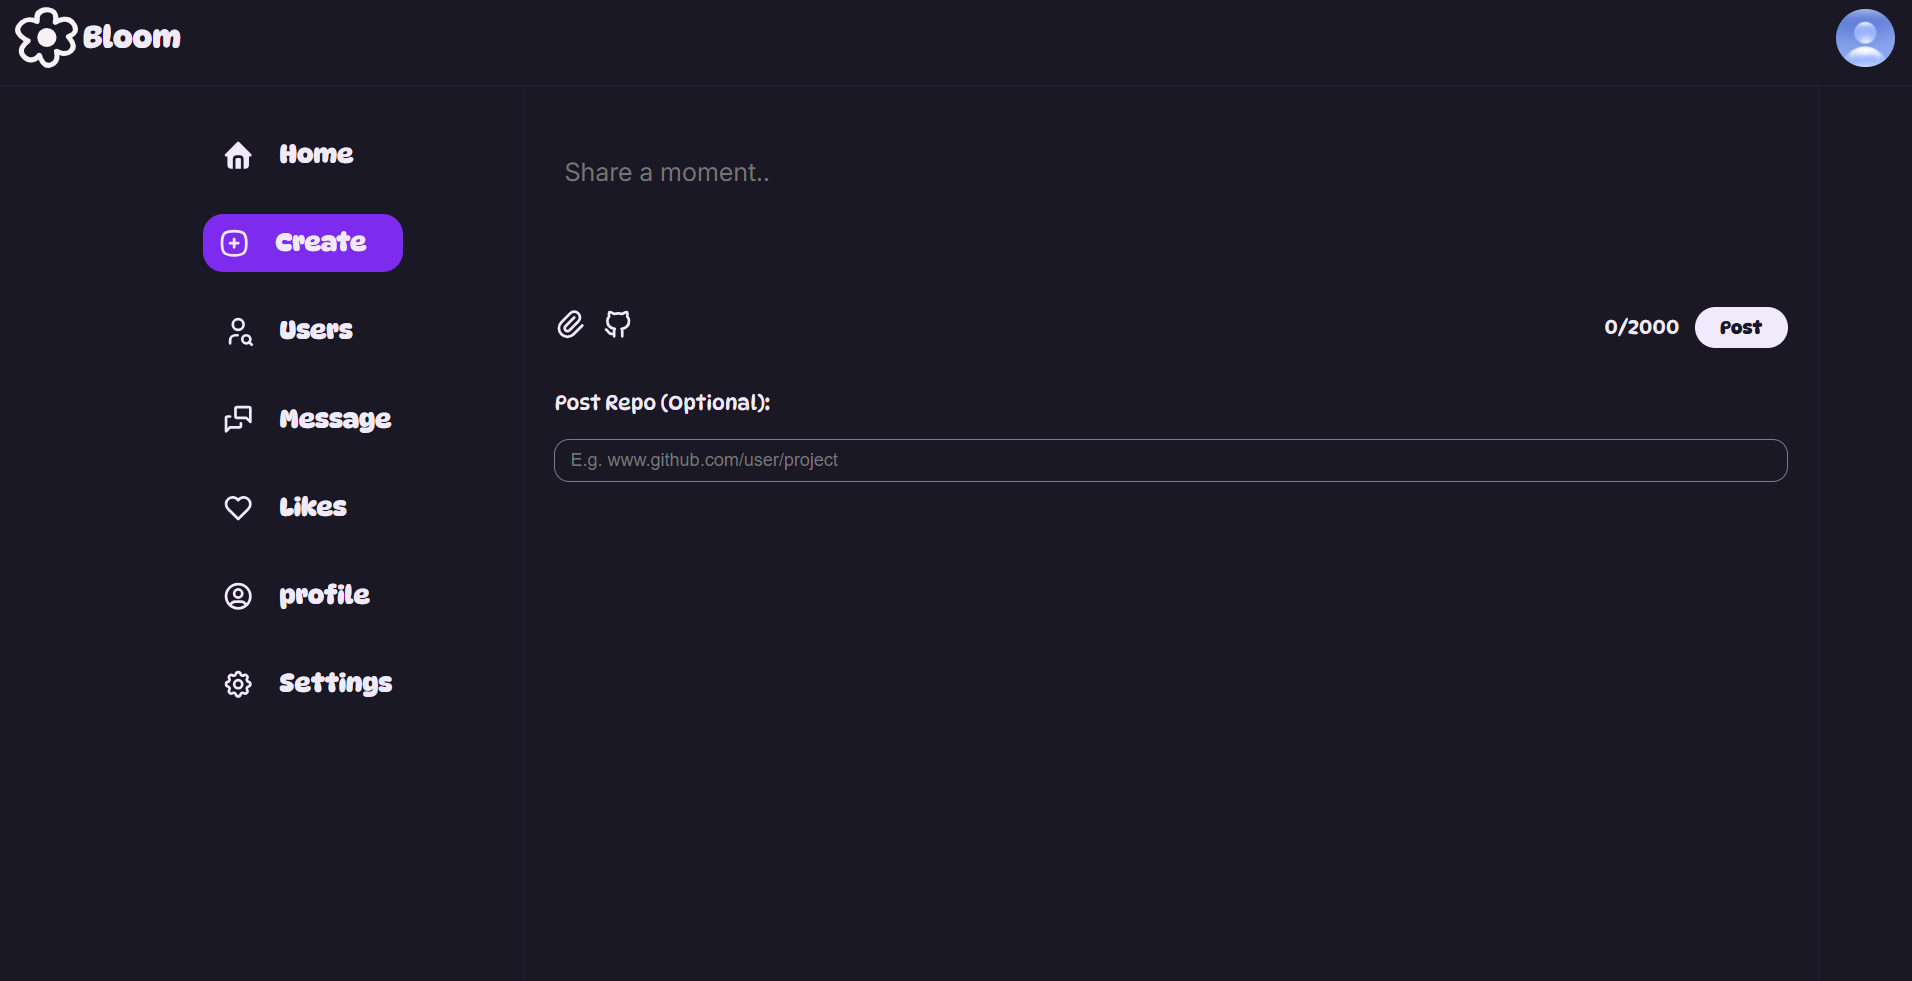 Bloom
Home
Create
Users
Message
Likes
profile
Settings
Share a moment..
0/2000
Post
Post Repo (Optional):
E.g. www.github.com/user/project